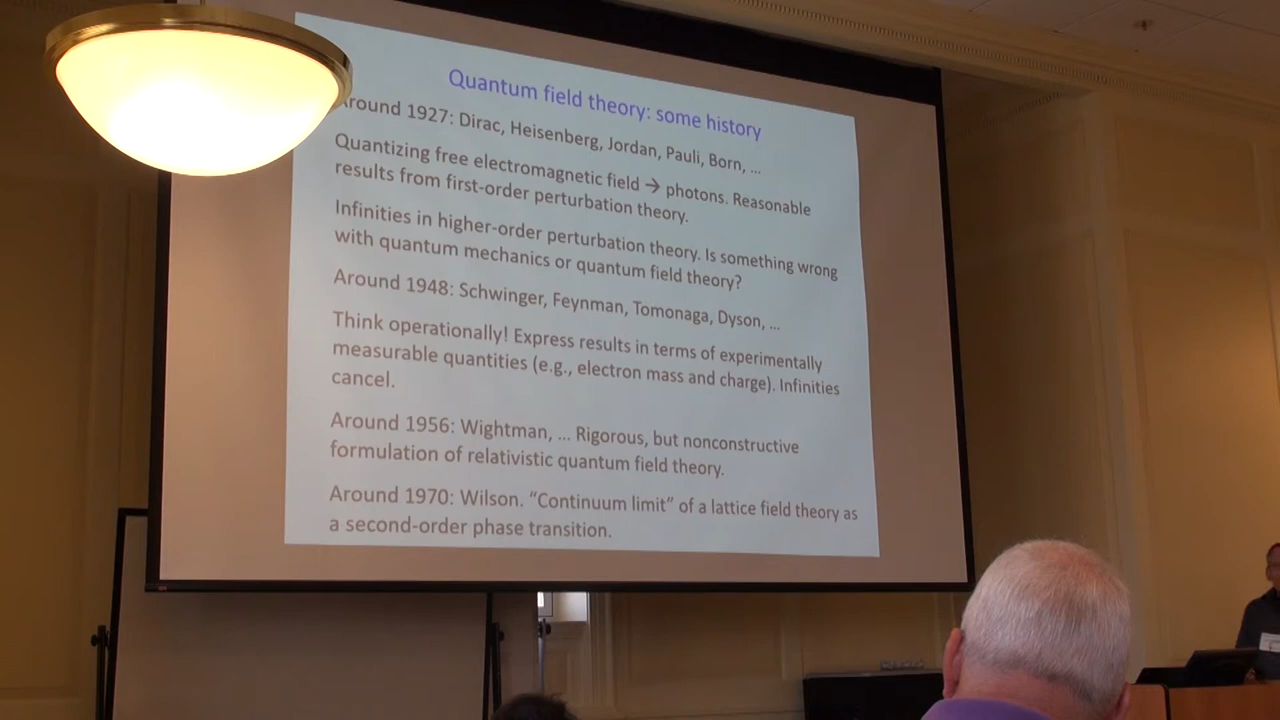 Quantum field theory: some history
Around 1927: Dirac, Heisenberg, Jordan, Pauli, Born, ...
Quantizing free electromagnetic field → photons. Reasonable
results from first-order perturbation theory.
Infinities in higher-order perturbation theory. Is something wrong
with quantum mechanics or quantum field theory?
Around 1948: Schwinger, Feynman, Tomonaga, Dyson, ...
Think operationally! Express results in terms of experimentally
measurable quantities (e.g., electron mass and charge). Infinities
cancel.
Around 1956: Wightman, ... Rigorous, but nonconstructive
formulation of relativistic quantum field theory.
Around 1970: Wilson. “Continuum limit” of a lattice field theory as
a second-order phase transition.